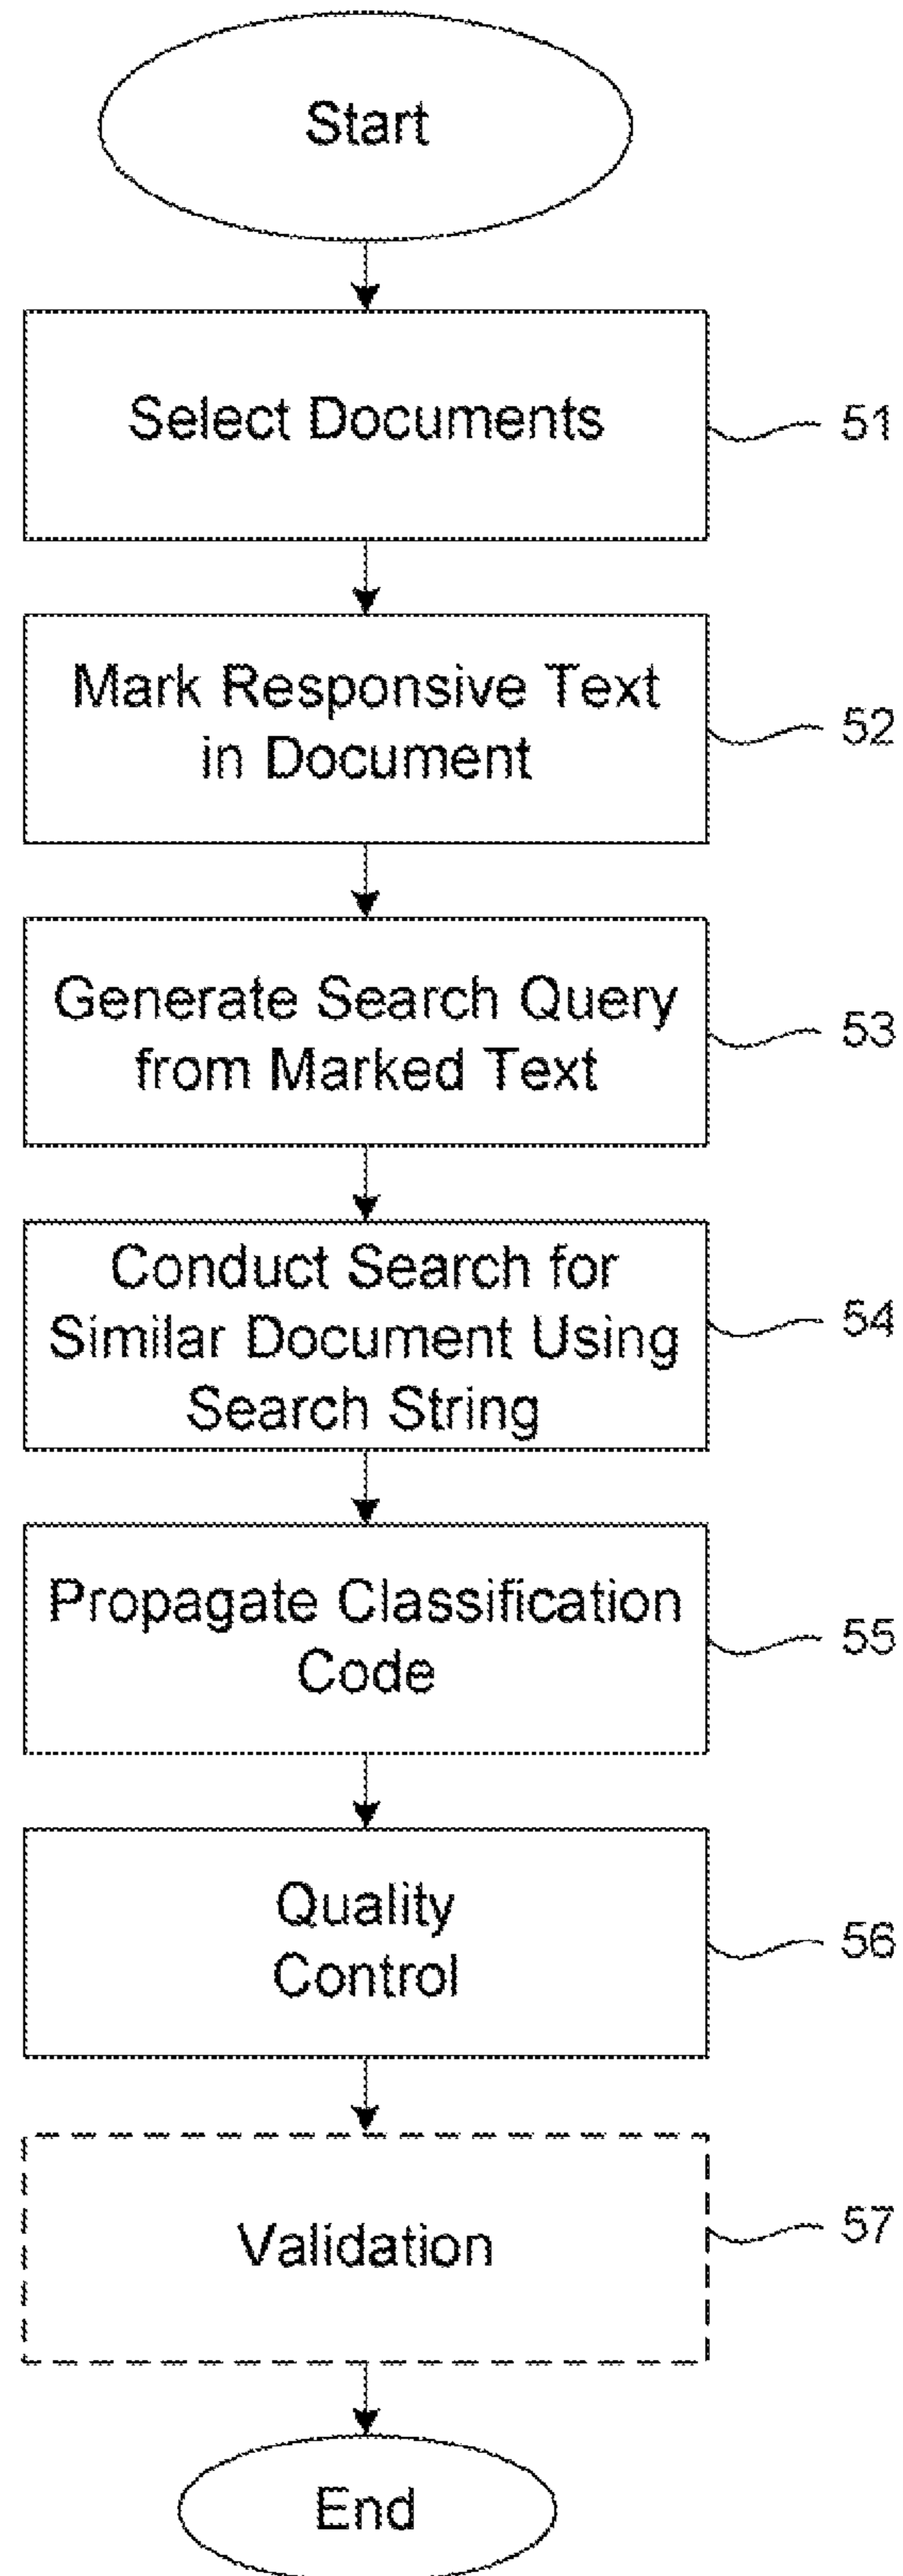 Start
Select Documents
51
Mark Responsive Text
in Document
52
Generate Search Query
from Marked Text
53
Conduct Search for
Similar Document Using
Search String
54
Propagate Classification
Code
55
Quality
Control
56
Validation
57
End